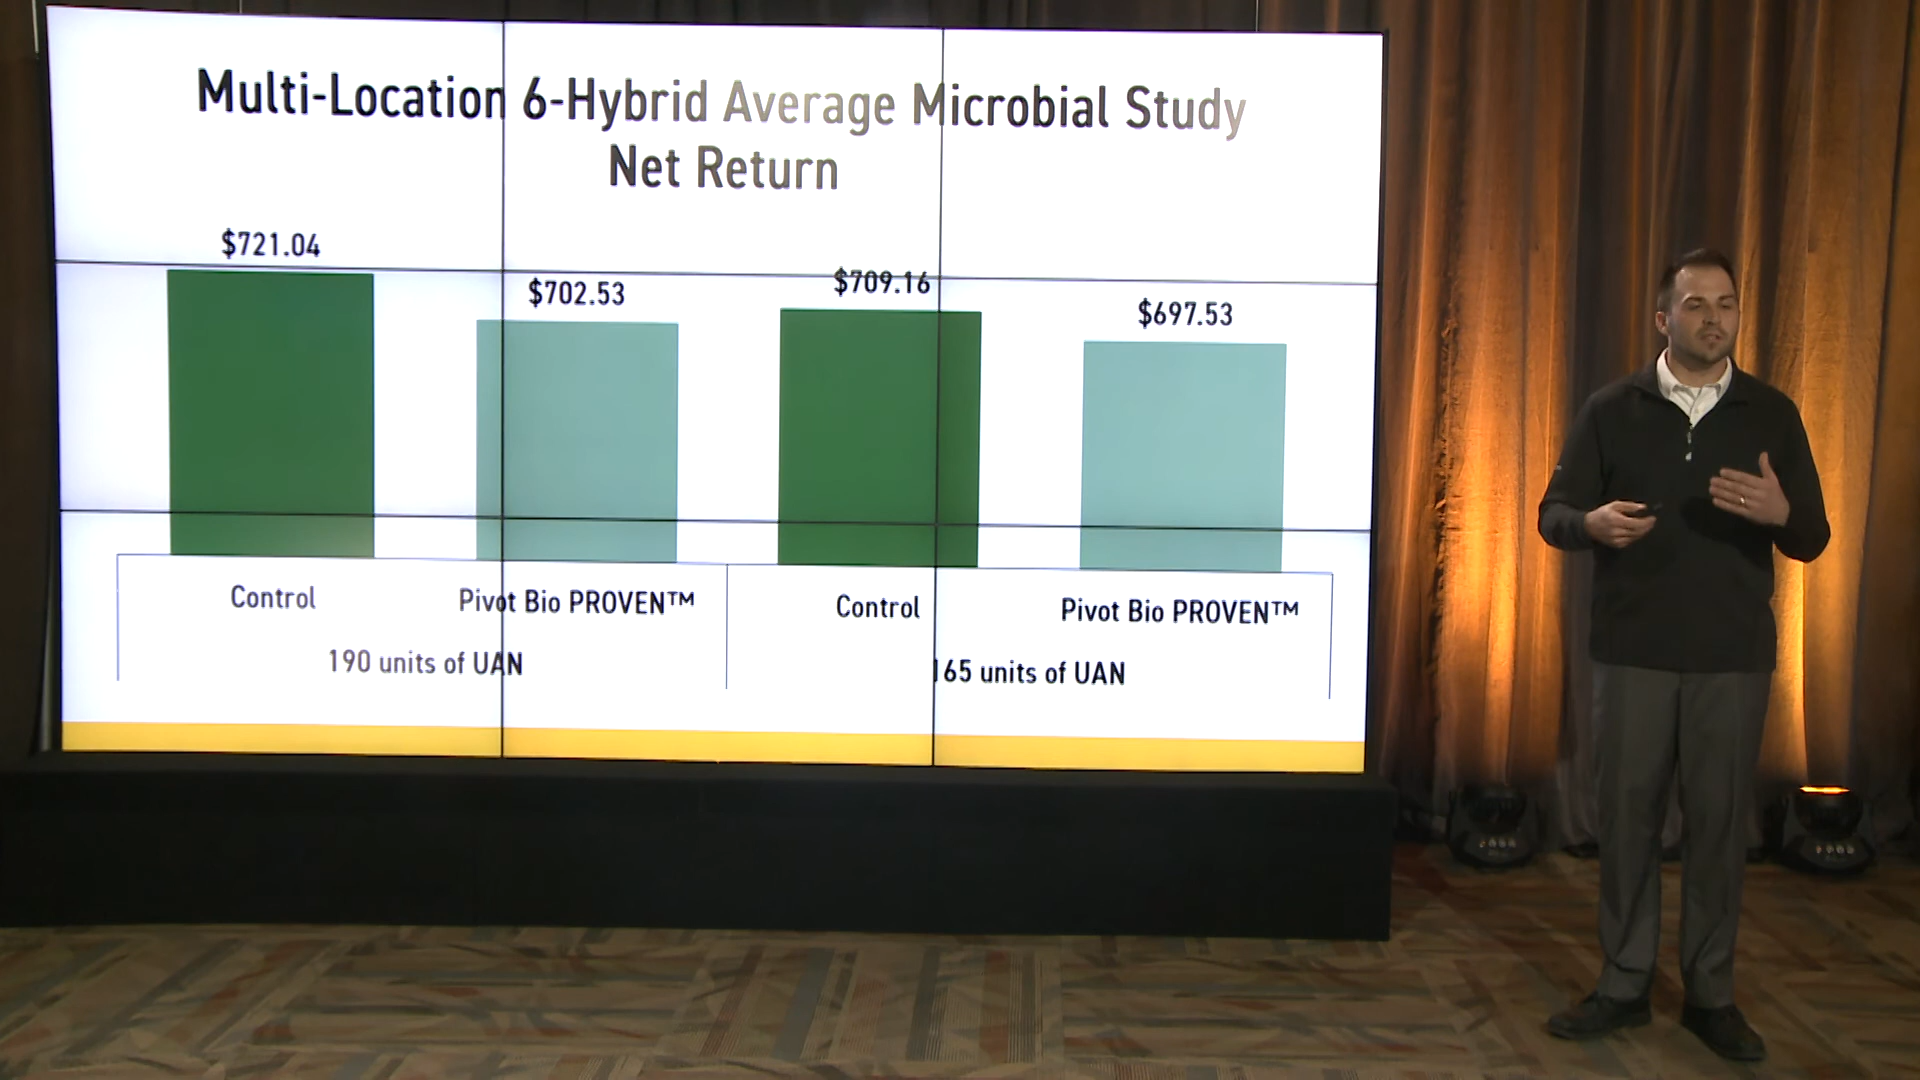 Multi-Location 6-Hybrid Average Microbial Study
Net Return
$721.04
$702.53
$709.16
$697.53
Control
Pivot Bio PROVEN™
Control
Pivot Bio PROVEN™
190 units of UAN
165 units of UAN